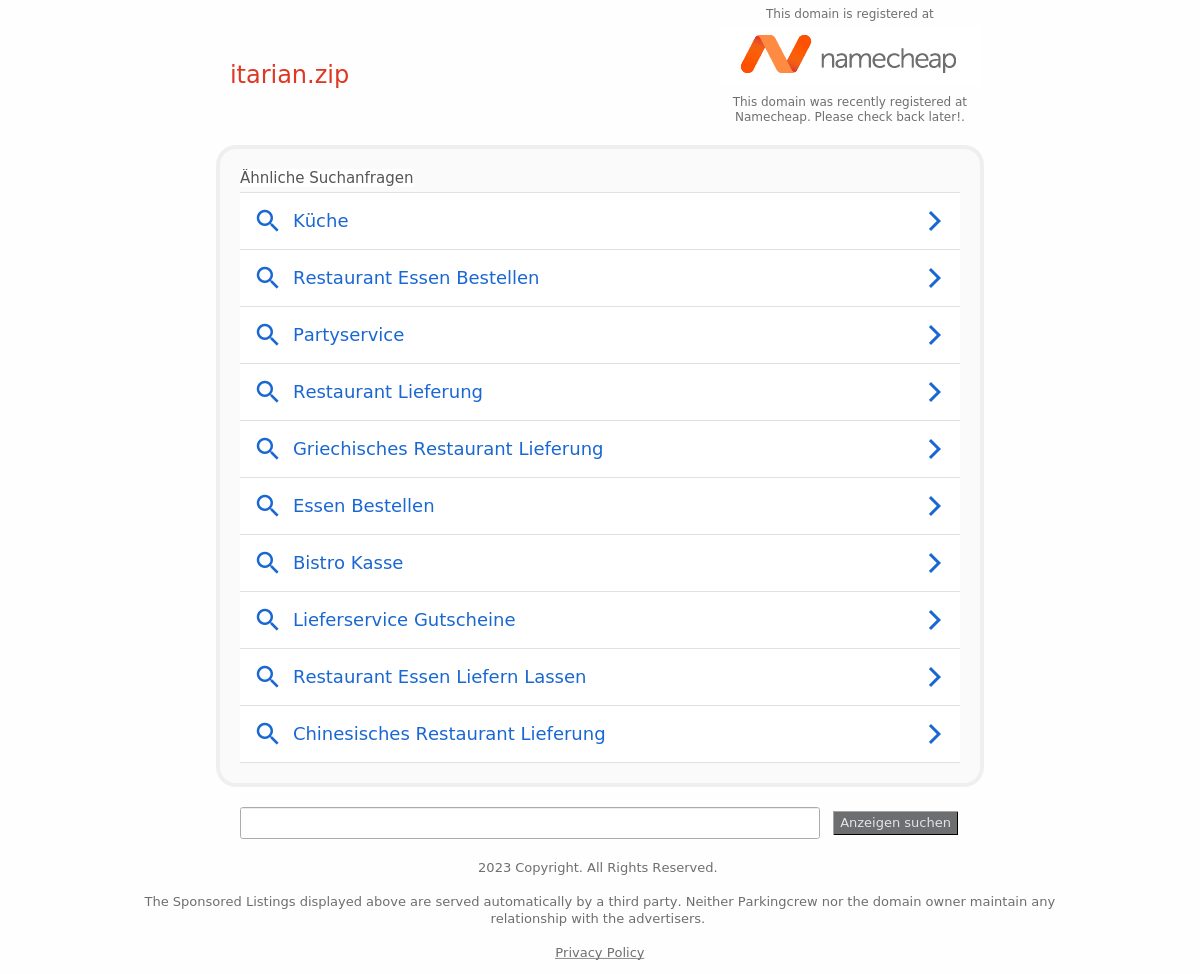 This domain is registered at
namecheap
itarian.zip
This domain was recently registered at
Namecheap. Please check back later!.
Ähnliche Suchanfragen
Küche
Restaurant Essen Bestellen
Partyservice
Restaurant Lieferung
Griechisches Restaurant Lieferung
Essen Bestellen
Bistro Kasse
Lieferservice Gutscheine
Restaurant Essen Liefern Lassen
Chinesisches Restaurant Lieferung
Anzeigen suchen
2023 Copyright. All Rights Reserved.
The Sponsored Listings displayed above are served automatically by a third party. Neither Parkingcrew nor the domain owner maintain any
relationship with the advertisers.
Privacy Policy